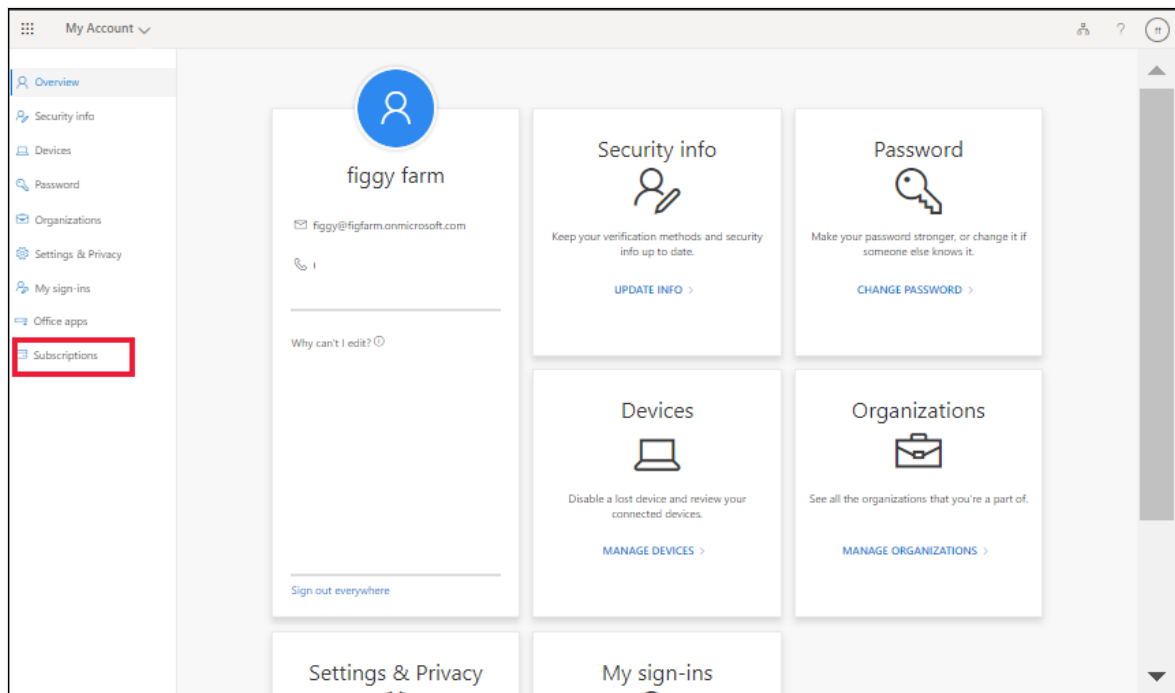 My Account
tt
Overview
Security info
Devices
Password
Organizations
Settings & Privacy
My sign-ins
Office apps
Subscriptions
figgy farm
figgy@figfarm.onmicrosoft.com
Why can't I edit?
Sign out everywhere
Security info
Keep your verification methods and security
info up to date.
UPDATE INFO >
Password
Make your password stronger, or change it if
someone else knows it.
CHANGE PASSWORD >
Devices
Disable a lost device and review your
connected devices.
MANAGE DEVICES >
Organizations
See all the organizations that you're a part of.
MANAGE ORGANIZATIONS >
Settings & Privacy
My sign-ins